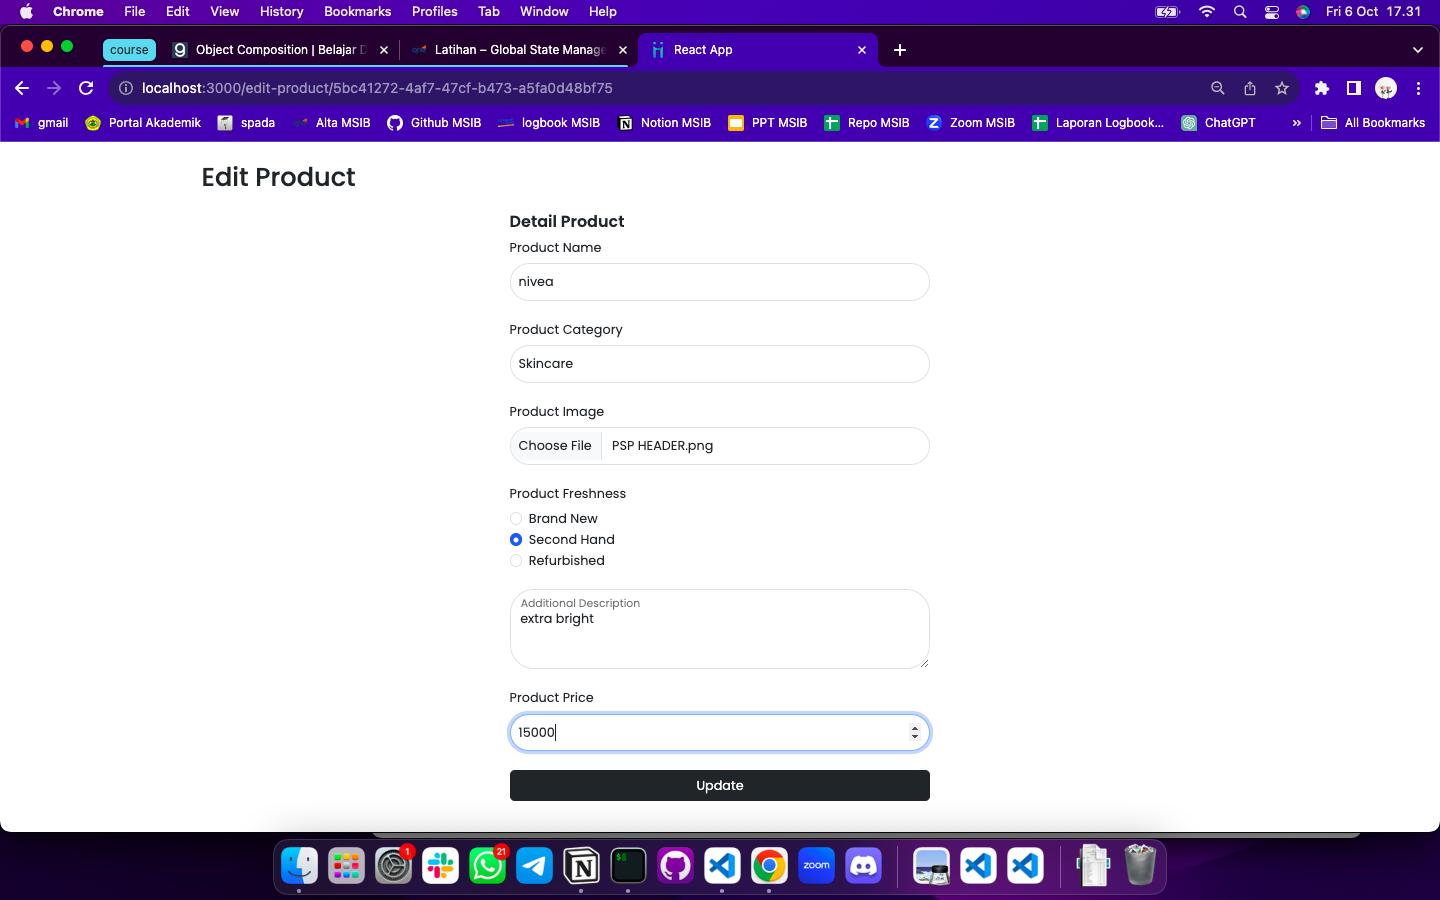 Chrome File Edit View History Bookmarks Profiles Tab Window Help Fri 6 Oct 17.31
course Object Composition | Belajar D Latihan – Global State Manage React App
localhost:3000/edit-product/5bc41272-4af7-47cf-b473-a5fa0d48bf75
gmail Portal Akademik spada Alta MSIB Github MSIB logbook MSIB Notion MSIB PPT MSIB Repo MSIB Zoom MSIB Laporan Logbook... ChatGPT » All Bookmarks
Edit Product
Detail Product
Product Name
nivea
Product Category
Skincare
Product Image
Choose File PSP HEADER.png
Product Freshness
Brand New
Second Hand
Refurbished
Additional Description
extra bright
Product Price
15000
Update
1 21 zoom